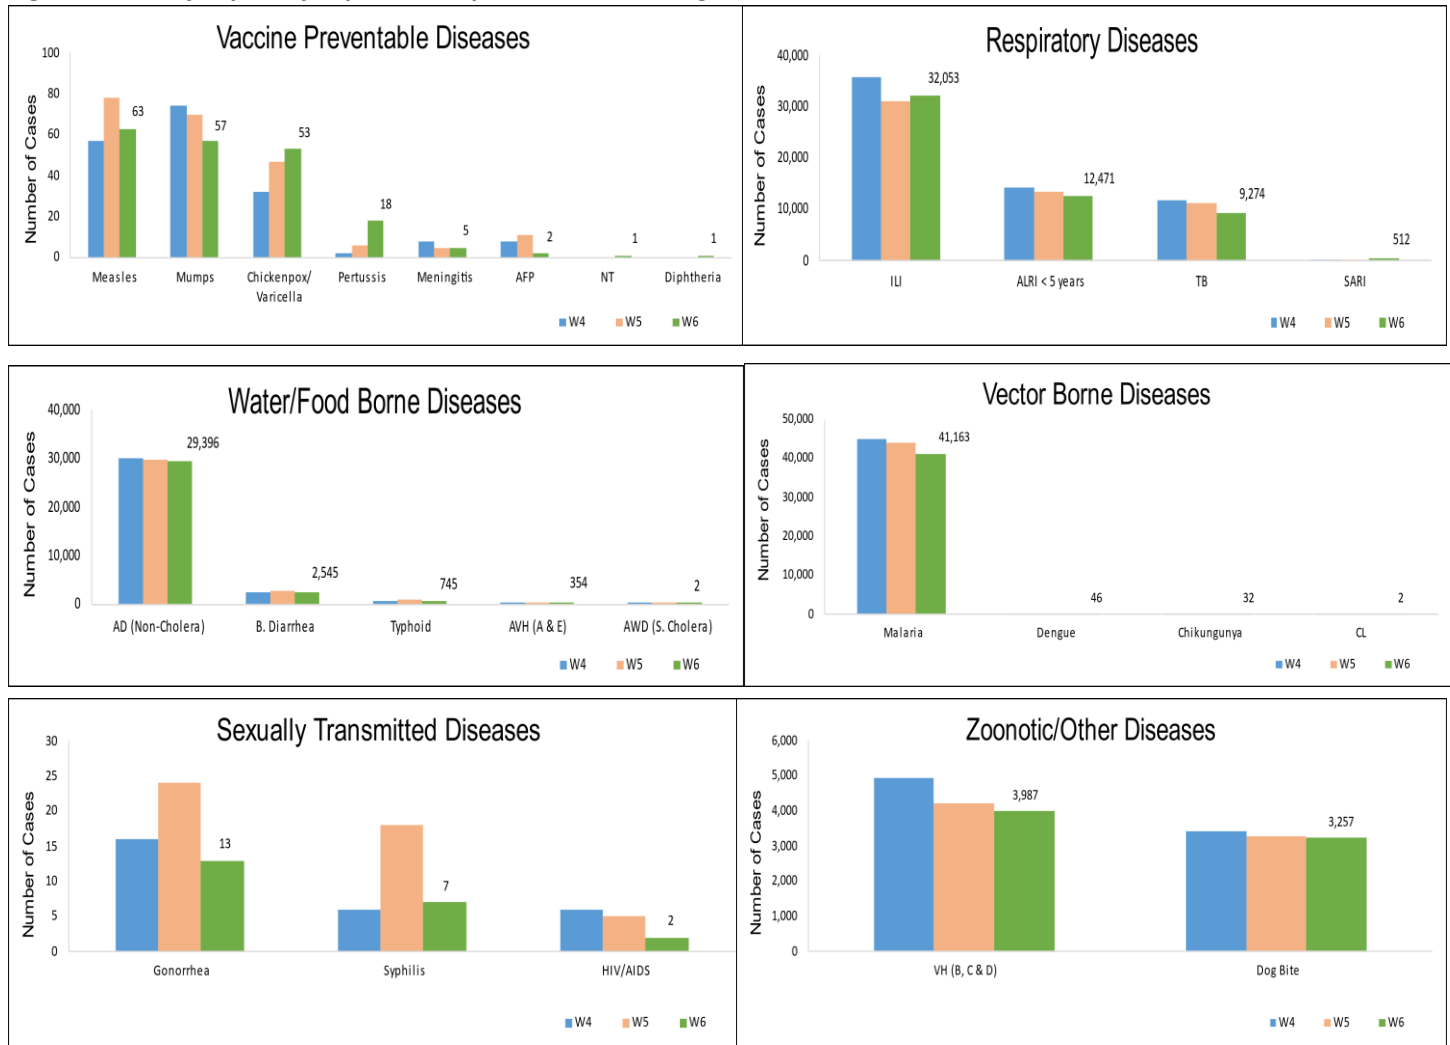 Vaccine Preventable Diseases
Number of Cases
100
80
60
40
20
0
63
57
53
18
5
2
1
1
Measles
Mumps
Chickenpox/
Varicella
Pertussis
Meningitis
AFP
NT
Diphtheria
W4 W5 W6
Respiratory Diseases
Number of Cases
40,000
30,000
20,000
10,000
0
32,053
12,471
9,274
512
ILI
ALRI < 5 years
TB
SARI
W4 W5 W6
Water/Food Borne Diseases
Number of Cases
40,000
30,000
20,000
10,000
0
29,396
2,545
745
354
2
AD (Non-Cholera)
B. Diarrhea
Typhoid
AVH (A & E)
AWD (S. Cholera)
W4 W5 W6
Vector Borne Diseases
Number of Cases
50,000
40,000
30,000
20,000
10,000
0
41,163
46
32
2
Malaria
Dengue
Chikungunya
CL
W4 W5 W6
Sexually Transmitted Diseases
Number of Cases
30
25
20
15
10
5
0
13
7
2
Gonorrhea
Syphilis
HIV/AIDS
W4 W5 W6
Zoonotic/Other Diseases
Number of Cases
6,000
5,000
4,000
3,000
2,000
1,000
0
3,987
3,257
VH (B, C & D)
Dog Bite
W4 W5 W6